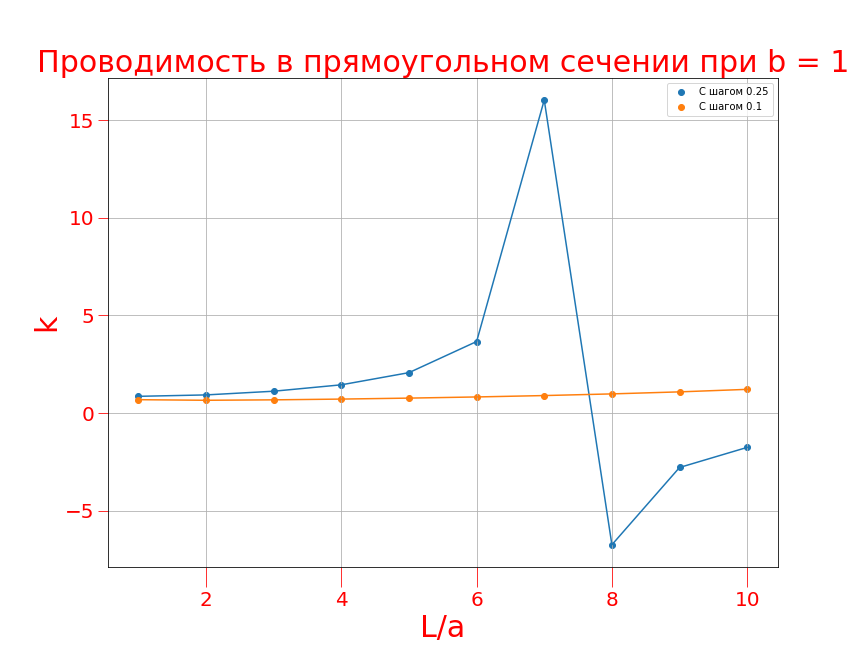 Проводимость в прямоугольном сечении при b = 1
С шагом 0.25
С шагом 0.1
15
10
5
0
−5
k
2 4 6 8 10
L/a